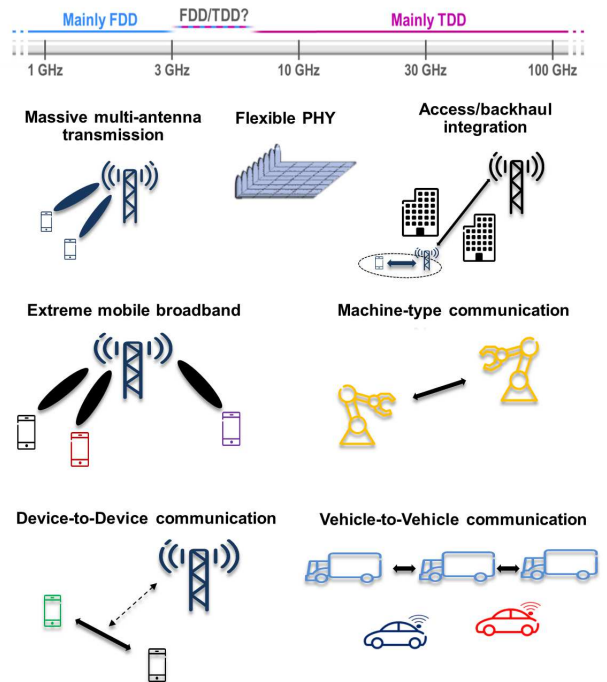 Mainly FDD
FDD/TDD?
Mainly TDD
1 GHz
3 GHz
10 GHz
30 GHz
100 GHz
Massive multi-antenna
transmission
Flexible PHY
Access/backhaul
integration
Extreme mobile broadband
Machine-type communication
Device-to-Device communication
Vehicle-to-Vehicle communication